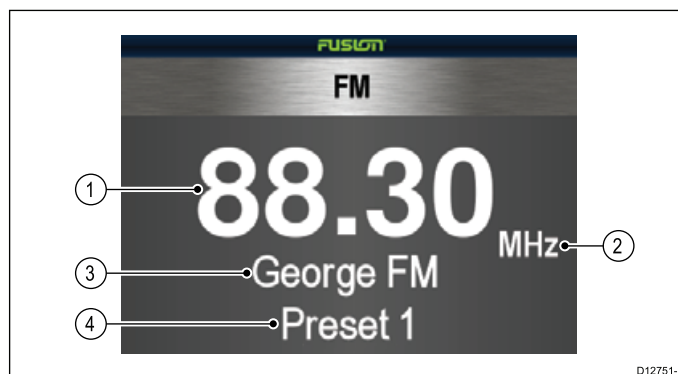 FUSION
FM
1
88.30
MHz
2
3
George FM
4
Preset 1
D12751-